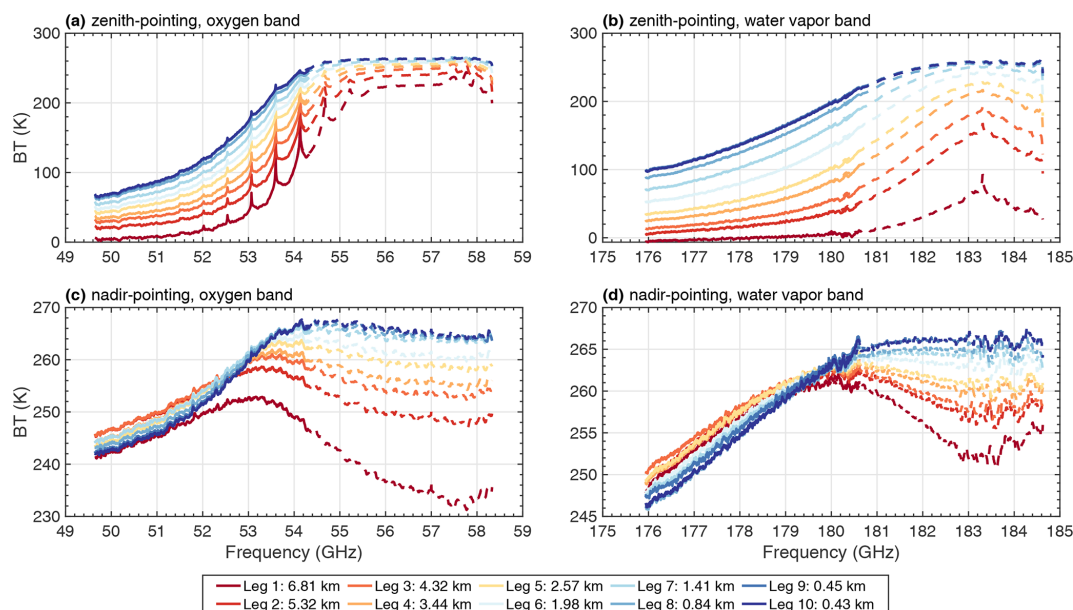 (a) zenith-pointing, oxygen band
(b) zenith-pointing, water vapor band
300
200
100
0
BT (K)
49 50 51 52 53 54 55 56 57 58 59
300
200
100
0
175 176 177 178 179 180 181 182 183 184 185
(c) nadir-pointing, oxygen band
(d) nadir-pointing, water vapor band
270
260
250
240
230
BT (K)
49 50 51 52 53 54 55 56 57 58 59
Frequency (GHz)
270
265
260
255
250
245
175 176 177 178 179 180 181 182 183 184 185
Frequency (GHz)
Leg 1: 6.81 km Leg 3: 4.32 km Leg 5: 2.57 km Leg 7: 1.41 km Leg 9: 0.45 km
Leg 2: 5.32 km Leg 4: 3.44 km Leg 6: 1.98 km Leg 8: 0.84 km Leg 10: 0.43 km